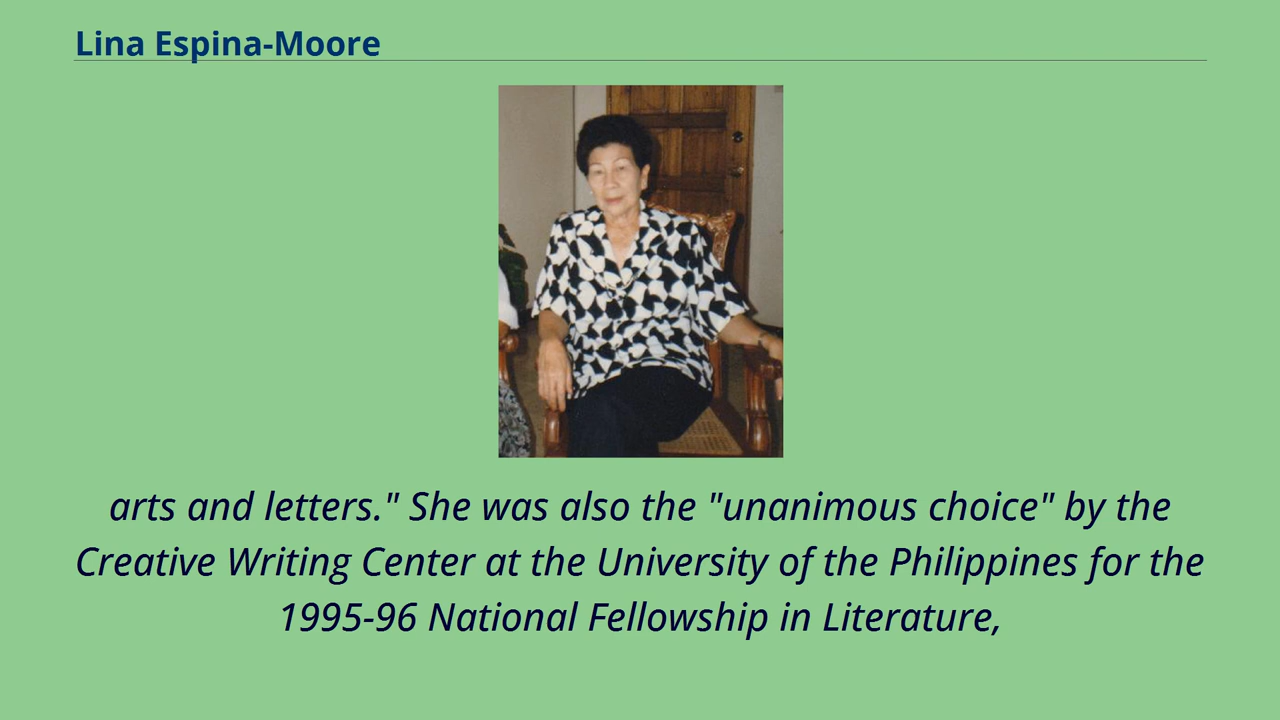 Lina Espina-Moore
arts and letters." She was also the "unanimous choice" by the
Creative Writing Center at the University of the Philippines for the
1995-96 National Fellowship in Literature,